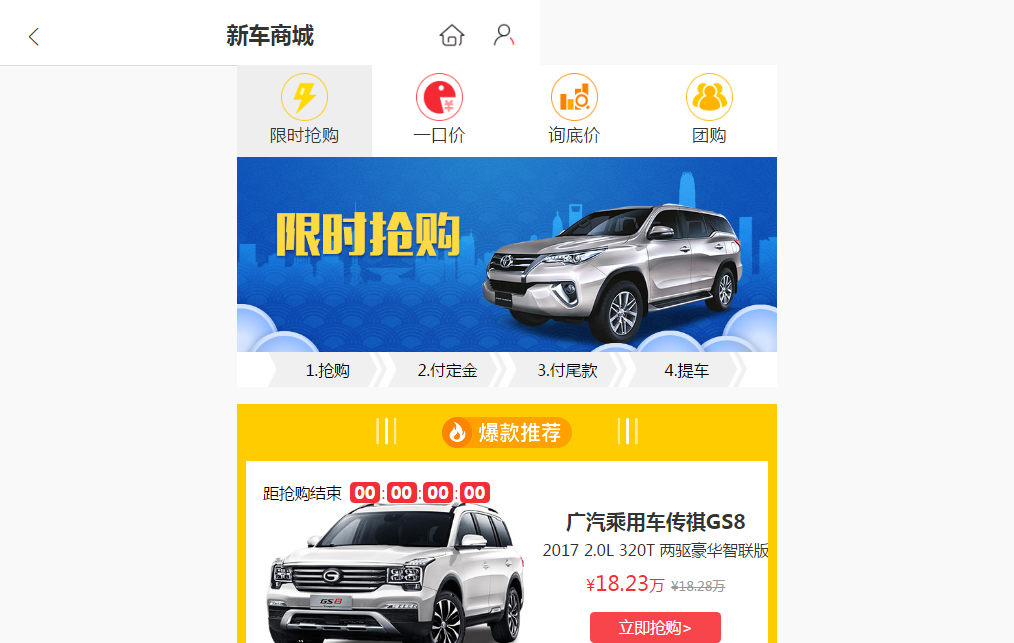 新车商城
限时抢购 一口价 询底价 团购
限时抢购
1.抢购 2.付定金 3.付尾款 4.提车
爆款推荐
距抢购结束 00:00:00:00
广汽乘用车传祺GS8
2017 2.0L 320T 两驱豪华智联版
¥18.23万 ¥18.28万
GS8
立即抢购>